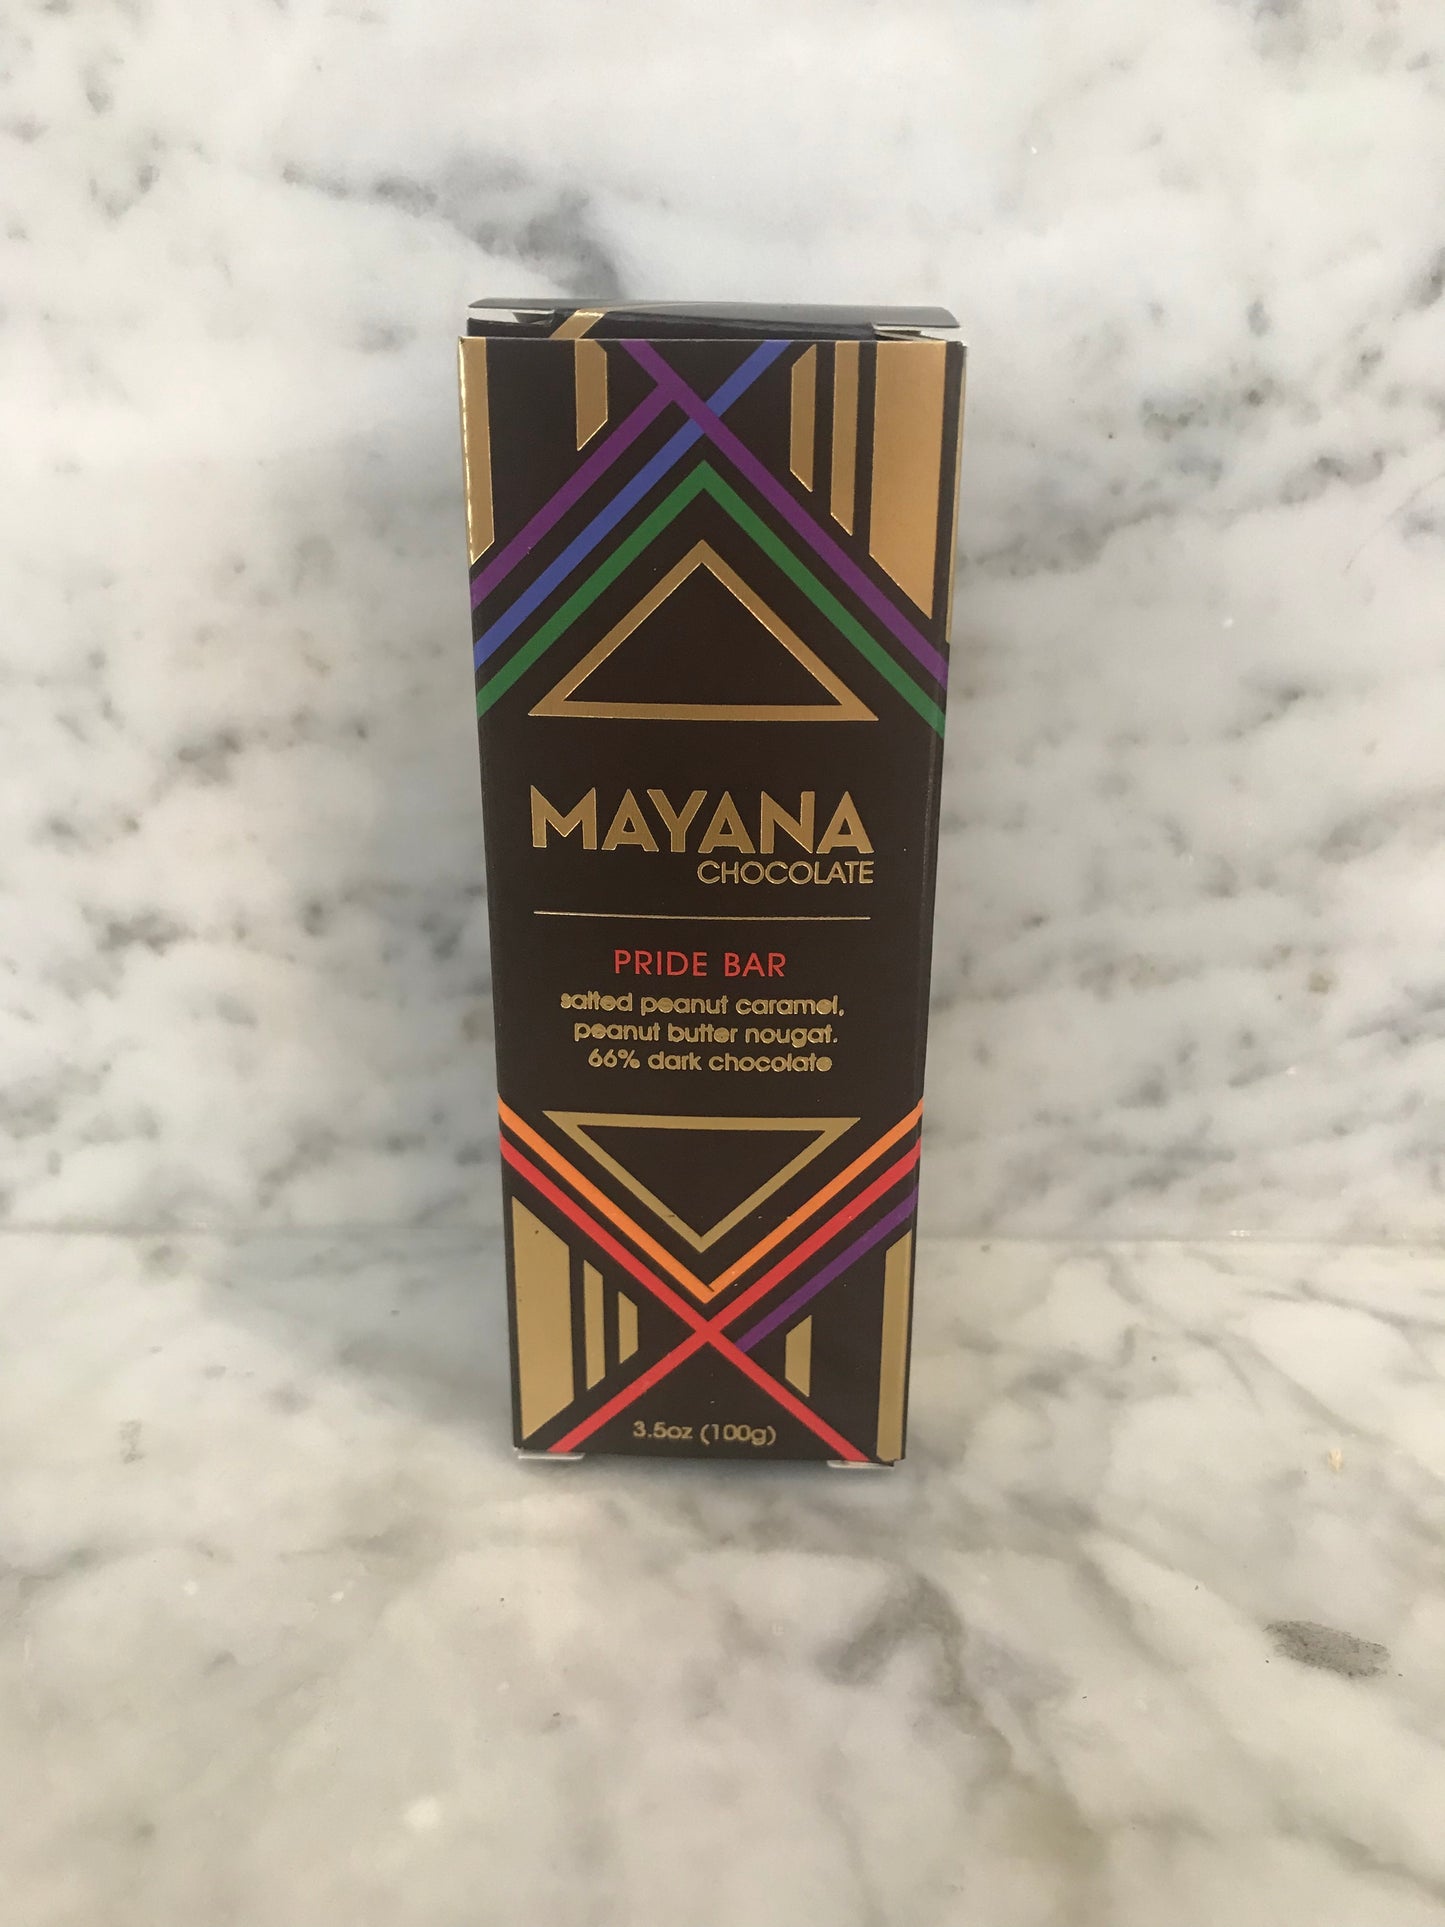 MAYANA
CHOCOLATE
PRIDE BAR
salted peanut caramel,
peanut butter nougat.
66% dark chocolate
3.5oz (100g)